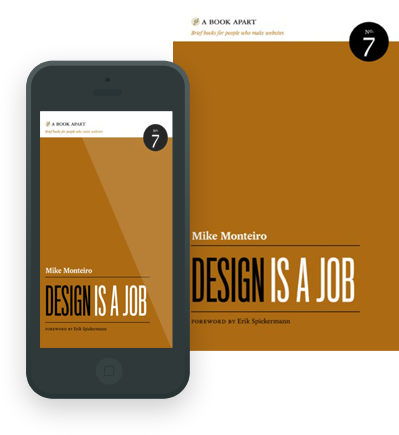 A BOOK APART
Brief books for people who make websites
No.
7
Mike Monteiro
DESIGN IS A JOB
FOREWORD BY Erik Spiekermann
A BOOK APART
Brief books for people who make websites
No.
7
Mike Monteiro
DESIGN IS A JOB
FOREWORD BY Erik Spiekermann